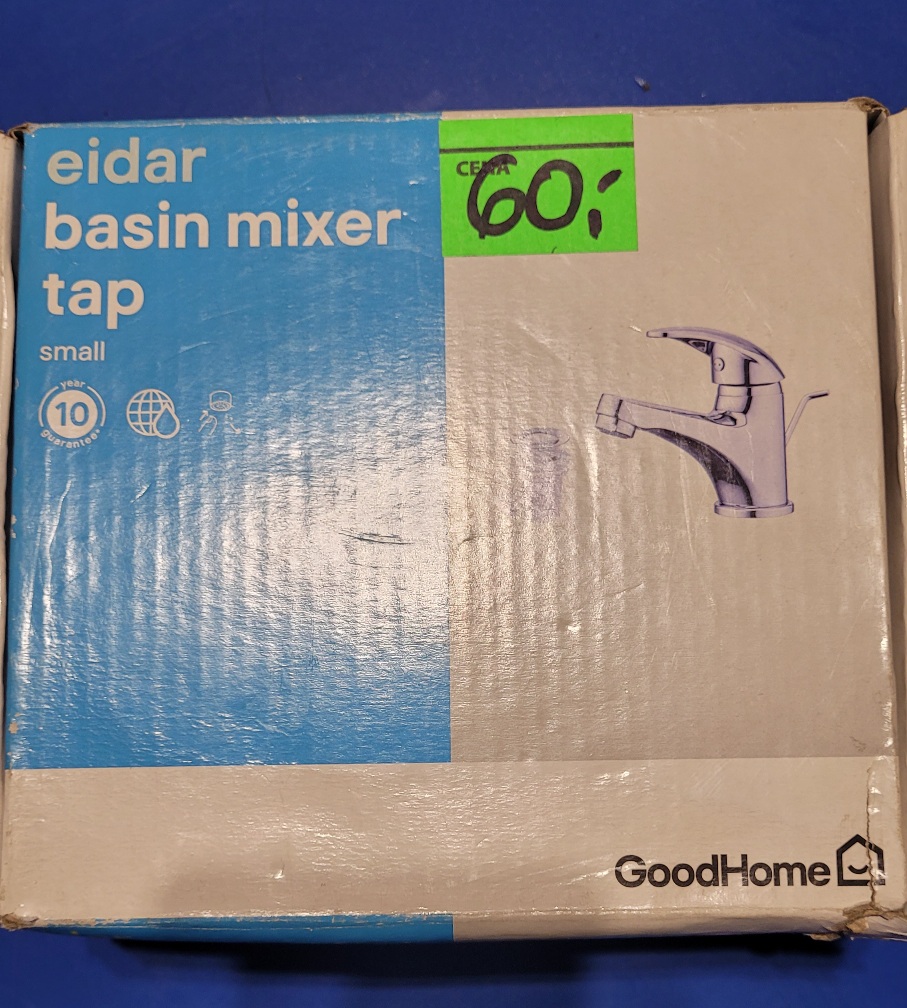 eidar
basin mixer
tap
small
year
10
guarantee*
CENA
60,-
GoodHome